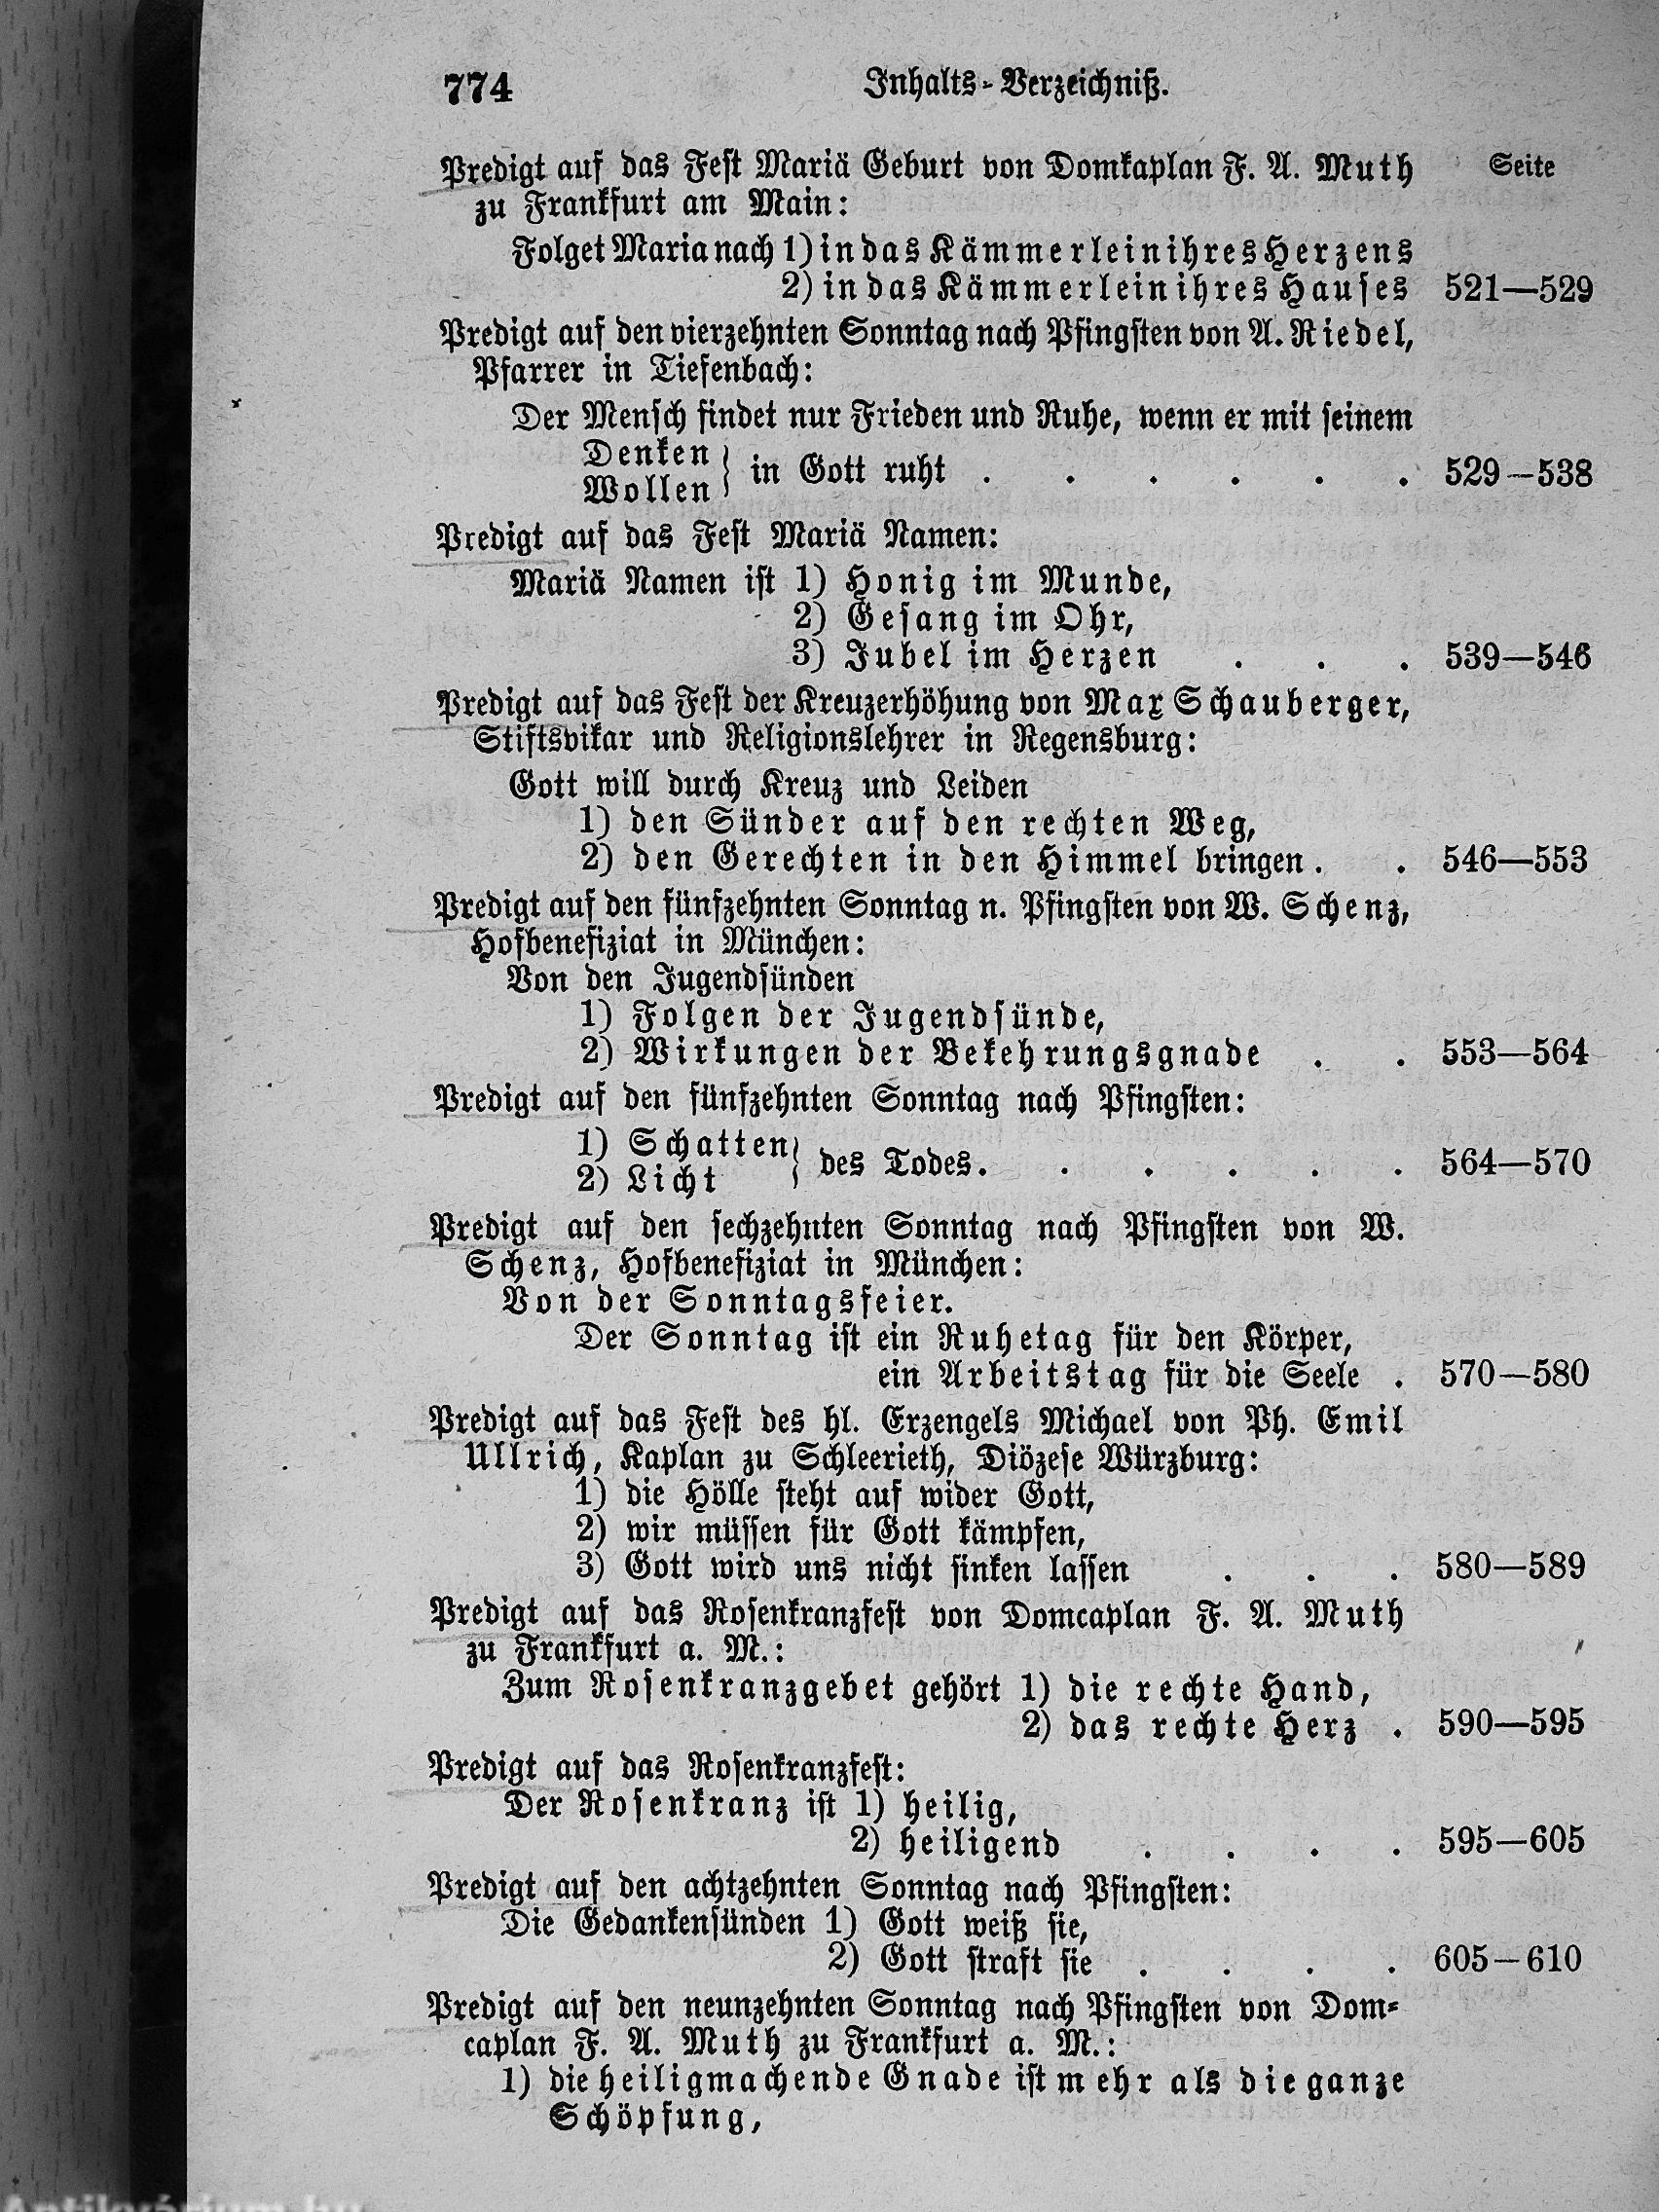 774 Inhalts-Verzeichniß.
Predigt auf das Fest Mariä Geburt von Domkaplan F. A. Muth Seite
zu Frankfurt am Main:
Folget Maria nach 1) in das Kämmerlein ihres Herzens
2) in das Kämmerlein ihres Hauses 521—529
Predigt auf den vierzehnten Sonntag nach Pfingsten von A. Riedel,
Pfarrer in Tiefenbach:
Der Mensch findet nur Frieden und Ruhe, wenn er mit seinem
Denken
Wollen } in Gott ruht . . . . . . 529—538
Predigt auf das Fest Mariä Namen:
Mariä Namen ist 1) Honig im Munde,
2) Gesang im Ohr,
3) Jubel im Herzen . . . 539—546
Predigt auf das Fest der Kreuzerhöhung von Max Schauberger,
Stiftsvikar und Religionslehrer in Regensburg:
Gott will durch Kreuz und Leiden
1) den Sünder auf den rechten Weg,
2) den Gerechten in den Himmel bringen . . 546—553
Predigt auf den fünfzehnten Sonntag n. Pfingsten von W. Schenz,
Hofbenefiziat in München:
Von den Jugendsünden
1) Folgen der Jugendsünde,
2) Wirkungen der Bekehrungsgnade . . 553—564
Predigt auf den fünfzehnten Sonntag nach Pfingsten:
1) Schatten
2) Licht } des Todes . . . . . . 564—570
Predigt auf den sechzehnten Sonntag nach Pfingsten von W.
Schenz, Hofbenefiziat in München:
Von der Sonntagsfeier.
Der Sonntag ist ein Ruhetag für den Körper,
ein Arbeitstag für die Seele . 570—580
Predigt auf das Fest des hl. Erzengels Michael von Ph. Emil
Ullrich, Kaplan zu Schleerieth, Diözese Würzburg:
1) die Hölle steht auf wider Gott,
2) wir müssen für Gott kämpfen,
3) Gott wird uns nicht sinken lassen . . . 580—589
Predigt auf das Rosenkranzfest von Domcaplan F. A. Muth
zu Frankfurt a. M.:
Zum Rosenkranzgebet gehört 1) die rechte Hand,
2) das rechte Herz . 590—595
Predigt auf das Rosenkranzfest:
Der Rosenkranz ist 1) heilig,
2) heiligend . . . . 595—605
Predigt auf den achtzehnten Sonntag nach Pfingsten:
Die Gedankensünden 1) Gott weiß sie,
2) Gott straft sie . . . . 605—610
Predigt auf den neunzehnten Sonntag nach Pfingsten von Dom-
caplan F. A. Muth zu Frankfurt a. M.:
1) die heiligmachende Gnade ist mehr als die ganze
Schöpfung,
Antikvárium.hu